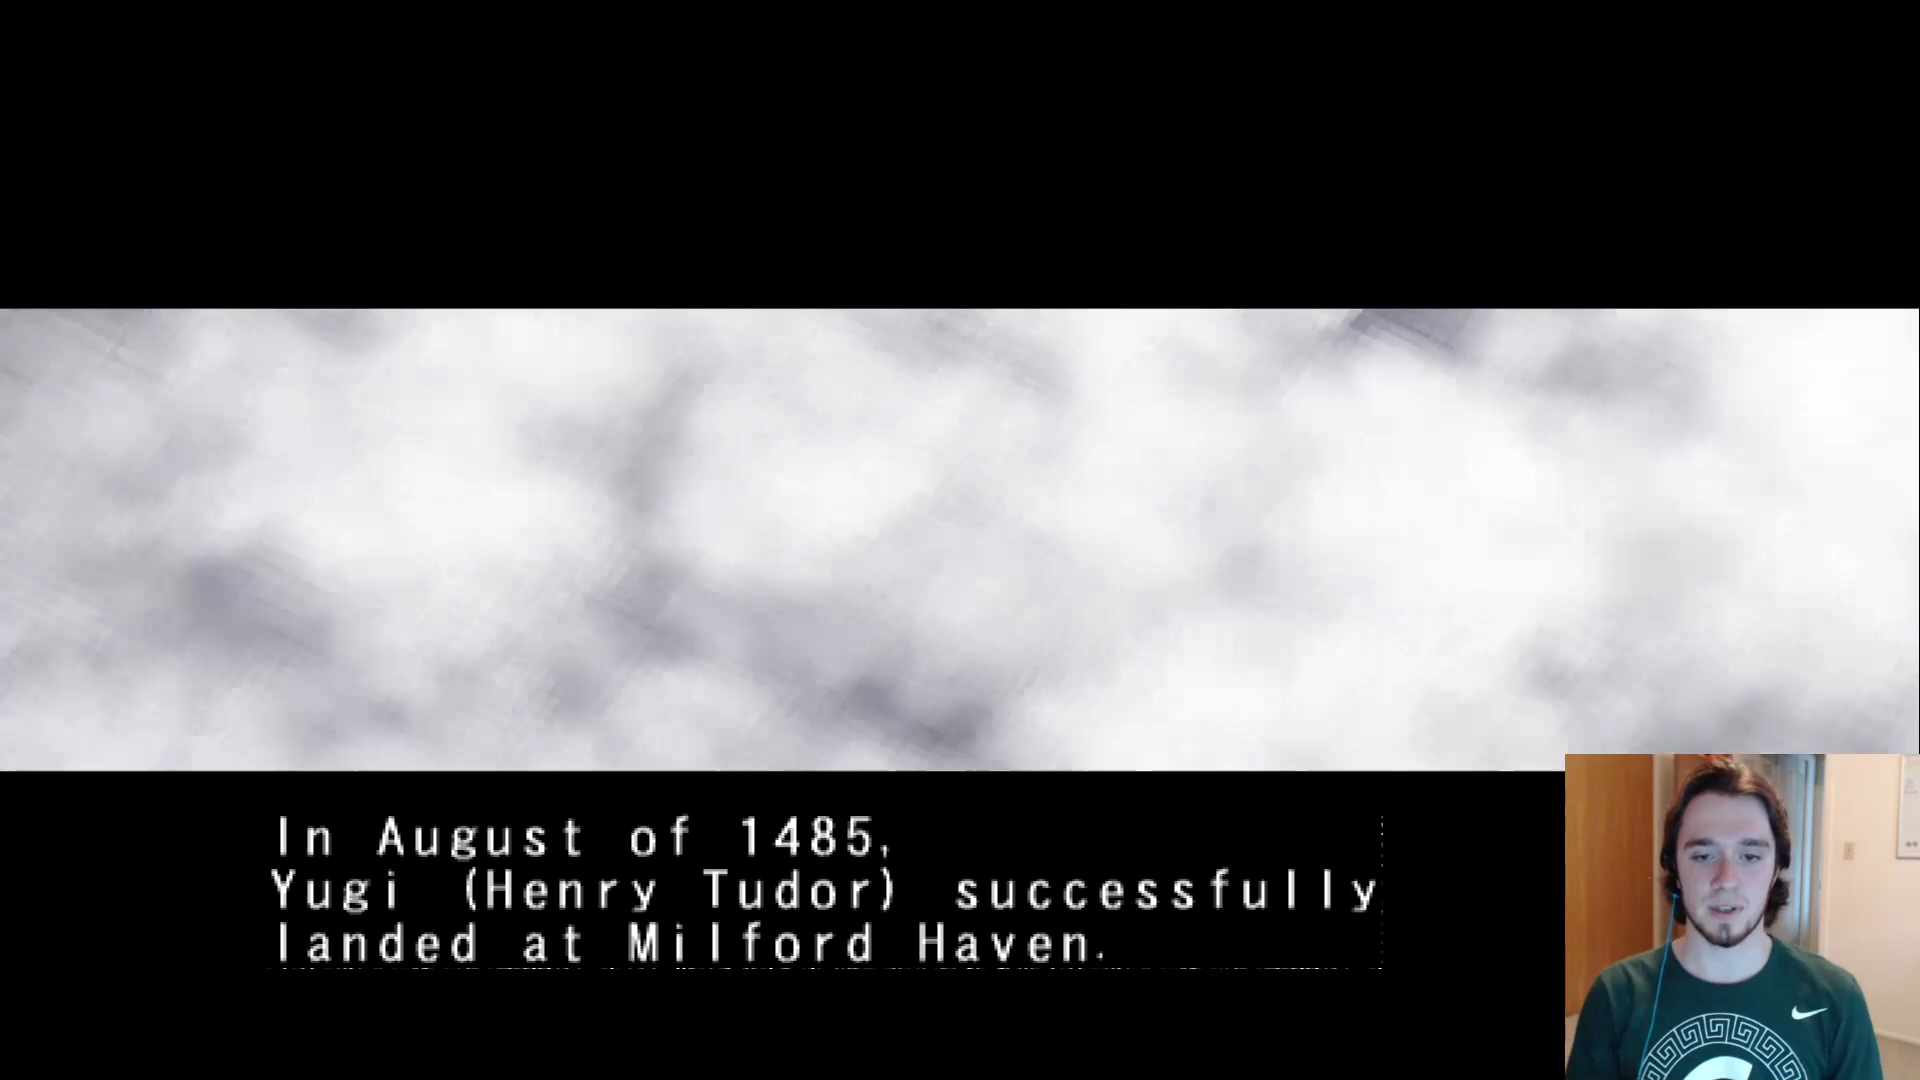 In August of 1485,
Yugi (Henry Tudor) successfully
landed at Milford Haven.